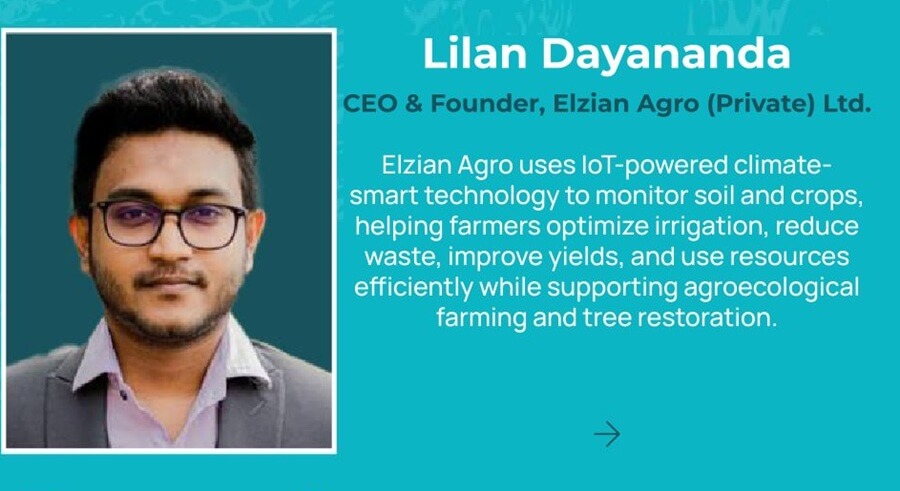 Lilan Dayananda
CEO & Founder, Elzian Agro (Private) Ltd.
Elzian Agro uses IoT-powered climate-
smart technology to monitor soil and crops,
helping farmers optimize irrigation, reduce
waste, improve yields, and use resources
efficiently while supporting agroecological
farming and tree restoration.